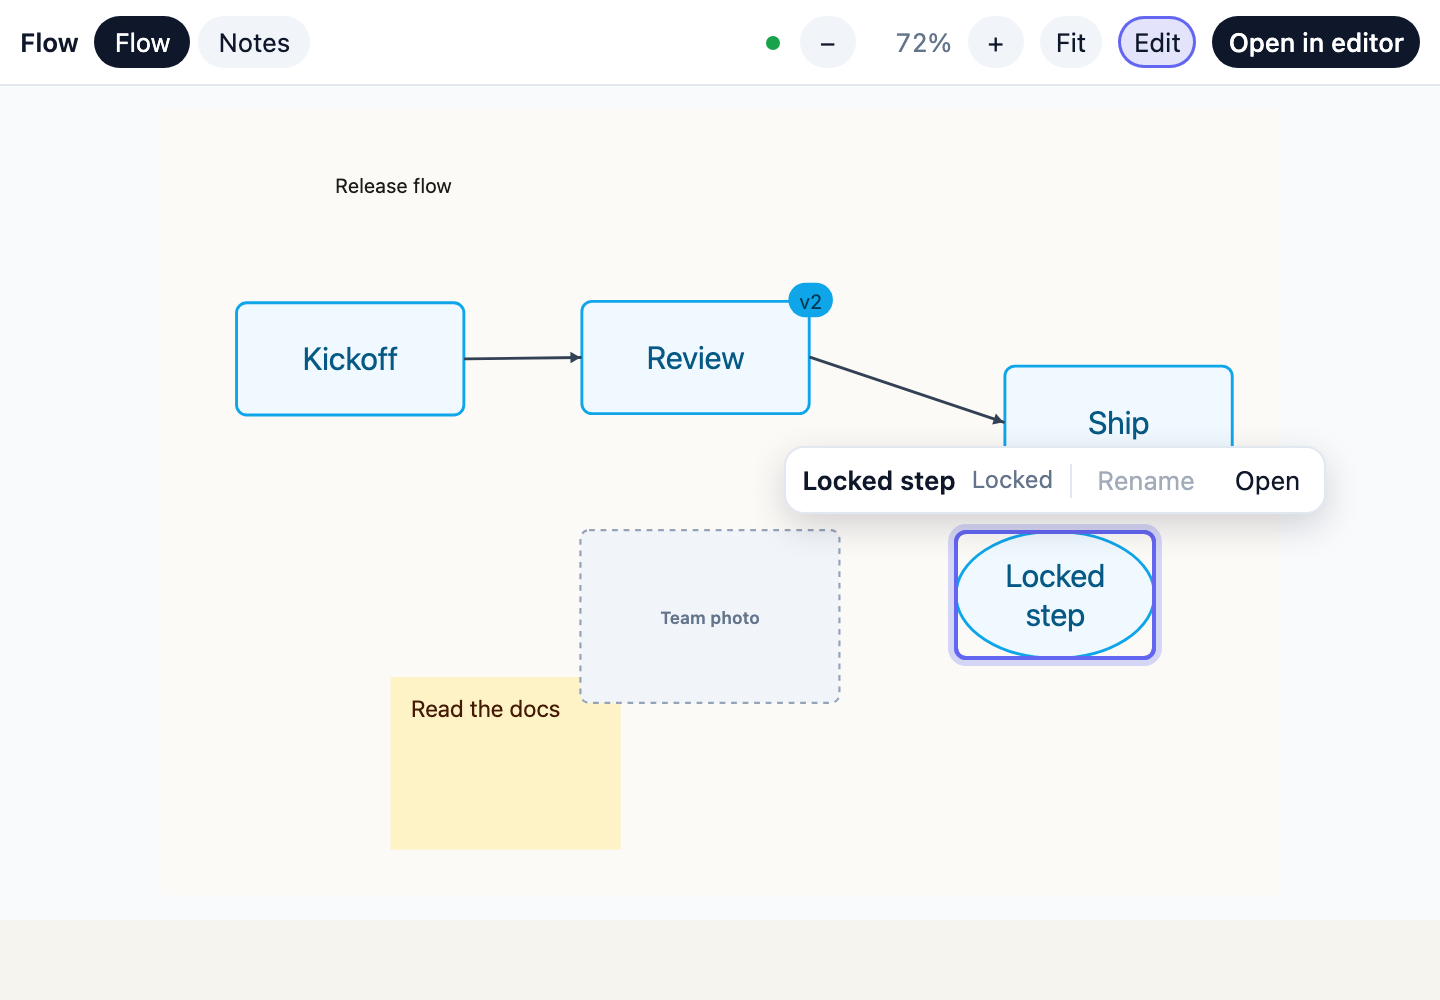 Flow Flow Notes − 72% + Fit Edit Open in editor
Release flow
v2
Kickoff
Review
Ship
Locked step Locked Rename Open
Locked
step
Team photo
Read the docs